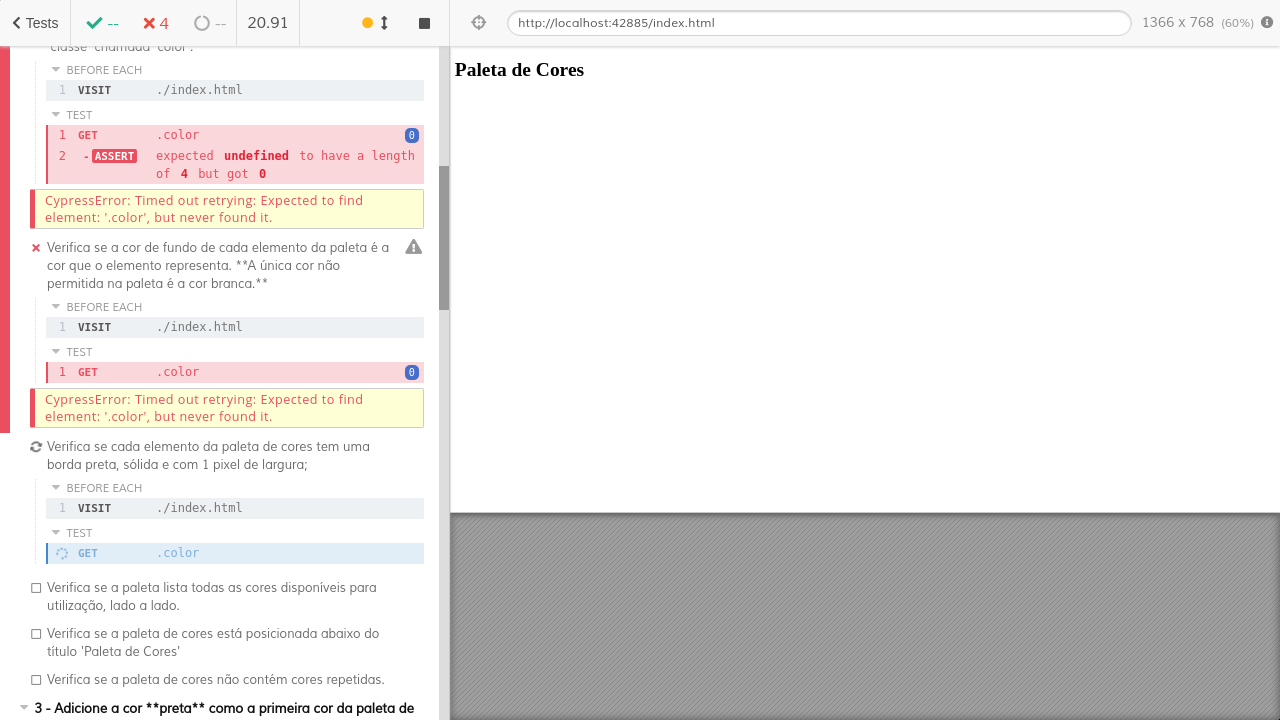 Tests
--
4
--
20.91
http://localhost:42885/index.html
1366 x 768 (60%)
classe 'chamada' 'color'.
BEFORE EACH
1 VISIT ./index.html
TEST
1 GET .color 0
2 -ASSERT expected undefined to have a length
of 4 but got 0
CypressError: Timed out retrying: Expected to find
element: '.color', but never found it.
Verifica se a cor de fundo de cada elemento da paleta é a
cor que o elemento representa. **A única cor não
permitida na paleta é a cor branca.**
BEFORE EACH
1 VISIT ./index.html
TEST
1 GET .color 0
CypressError: Timed out retrying: Expected to find
element: '.color', but never found it.
Verifica se cada elemento da paleta de cores tem uma
borda preta, sólida e com 1 pixel de largura;
BEFORE EACH
1 VISIT ./index.html
TEST
GET .color
Verifica se a paleta lista todas as cores disponíveis para
utilização, lado a lado.
Verifica se a paleta de cores está posicionada abaixo do
título 'Paleta de Cores'
Verifica se a paleta de cores não contém cores repetidas.
3 - Adicione a cor **preta** como a primeira cor da paleta de
Paleta de Cores